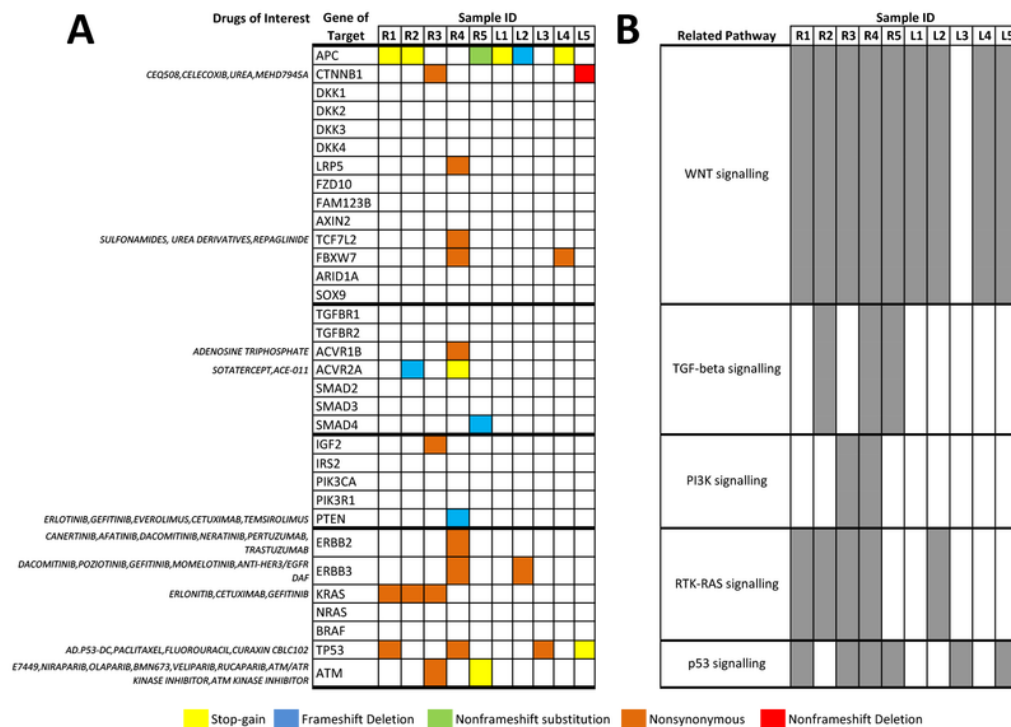 A
Drugs of Interest
Gene of Target
Sample ID
R1 R2 R3 R4 R5 L1 L2 L3 L4 L5
APC
CEQ508,CELECOXIB,UREA,MEHD7945A CTNNB1
DKK1
DKK2
DKK3
DKK4
LRP5
FZD10
FAM123B
AXIN2
SULFONAMIDES, UREA DERIVATIVES,REPAGLINIDE TCF7L2
FBXW7
ARID1A
SOX9
TGFBR1
TGFBR2
ADENOSINE TRIPHOSPHATE ACVR1B
SOTATERCEPT,ACE-011 ACVR2A
SMAD2
SMAD3
SMAD4
IGF2
IRS2
PIK3CA
PIK3R1
ERLOTINIB,GEFITINIB,EVEROLIMUS,CETUXIMAB,TEMSIROLIMUS PTEN
CANERTINIB,AFATINIB,DACOMITINIB,NERATINIB,PERTUZUMAB,
TRASTUZUMAB
ERBB2
DACOMITINIB,POZIOTINIB,GEFITINIB,MOMELOTINIB,ANTI-HER3/EGFR
DAF
ERBB3
ERLONITIB,CETUXIMAB,GEFITINIB KRAS
NRAS
BRAF
AD.P53-DC,PACLITAXEL,FLUOROURACIL,CURAXIN CBLC102 TP53
E7449,NIRAPARIB,OLAPARIB,BMN673,VELIPARIB,RUCAPARIB,ATM/ATR
KINASE INHIBITOR,ATM KINASE INHIBITOR
ATM
B
Related Pathway
Sample ID
R1 R2 R3 R4 R5 L1 L2 L3 L4 L5
WNT signalling
TGF-beta signalling
PI3K signalling
RTK-RAS signalling
p53 signalling
Stop-gain Frameshift Deletion Nonframeshift substitution Nonsynonymous Nonframeshift Deletion